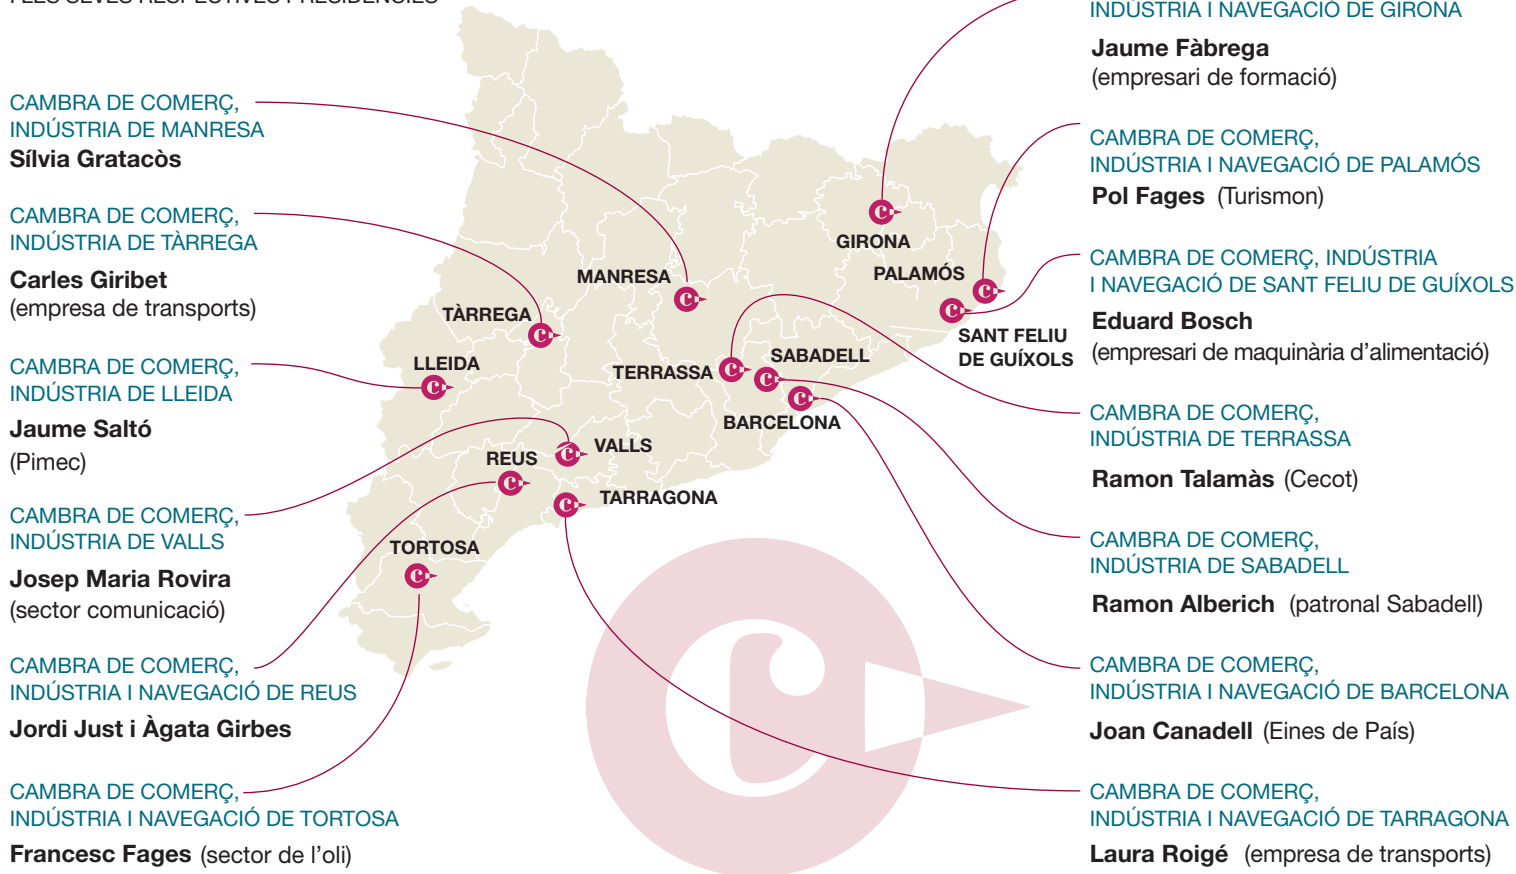 I LES SEVES RESPECTIVES PRESIDÈNCIES
CAMBRA DE COMERÇ,
INDÚSTRIA DE MANRESA
Sílvia Gratacòs
CAMBRA DE COMERÇ,
INDÚSTRIA DE TÀRREGA
Carles Giribet
(empresa de transports)
CAMBRA DE COMERÇ,
INDÚSTRIA DE LLEIDA
Jaume Saltó
(Pimec)
CAMBRA DE COMERÇ,
INDÚSTRIA DE VALLS
Josep Maria Rovira
(sector comunicació)
CAMBRA DE COMERÇ,
INDÚSTRIA I NAVEGACIÓ DE REUS
Jordi Just i Àgata Girbes
CAMBRA DE COMERÇ,
INDÚSTRIA I NAVEGACIÓ DE TORTOSA
Francesc Fages (sector de l’oli)
GIRONA
PALAMÓS
MANRESA
TÀRREGA
SANT FELIU
DE GUÍXOLS
LLEIDA
SABADELL
TERRASSA
BARCELONA
VALLS
REUS
TARRAGONA
TORTOSA
INDÚSTRIA I NAVEGACIÓ DE GIRONA
Jaume Fàbrega
(empresari de formació)
CAMBRA DE COMERÇ,
INDÚSTRIA I NAVEGACIÓ DE PALAMÓS
Pol Fages (Turismon)
CAMBRA DE COMERÇ, INDÚSTRIA
I NAVEGACIÓ DE SANT FELIU DE GUÍXOLS
Eduard Bosch
(empresari de maquinària d’alimentació)
CAMBRA DE COMERÇ,
INDÚSTRIA DE TERRASSA
Ramon Talamàs (Cecot)
CAMBRA DE COMERÇ,
INDÚSTRIA DE SABADELL
Ramon Alberich (patronal Sabadell)
CAMBRA DE COMERÇ,
INDÚSTRIA I NAVEGACIÓ DE BARCELONA
Joan Canadell (Eines de País)
CAMBRA DE COMERÇ,
INDÚSTRIA I NAVEGACIÓ DE TARRAGONA
Laura Roigé (empresa de transports)